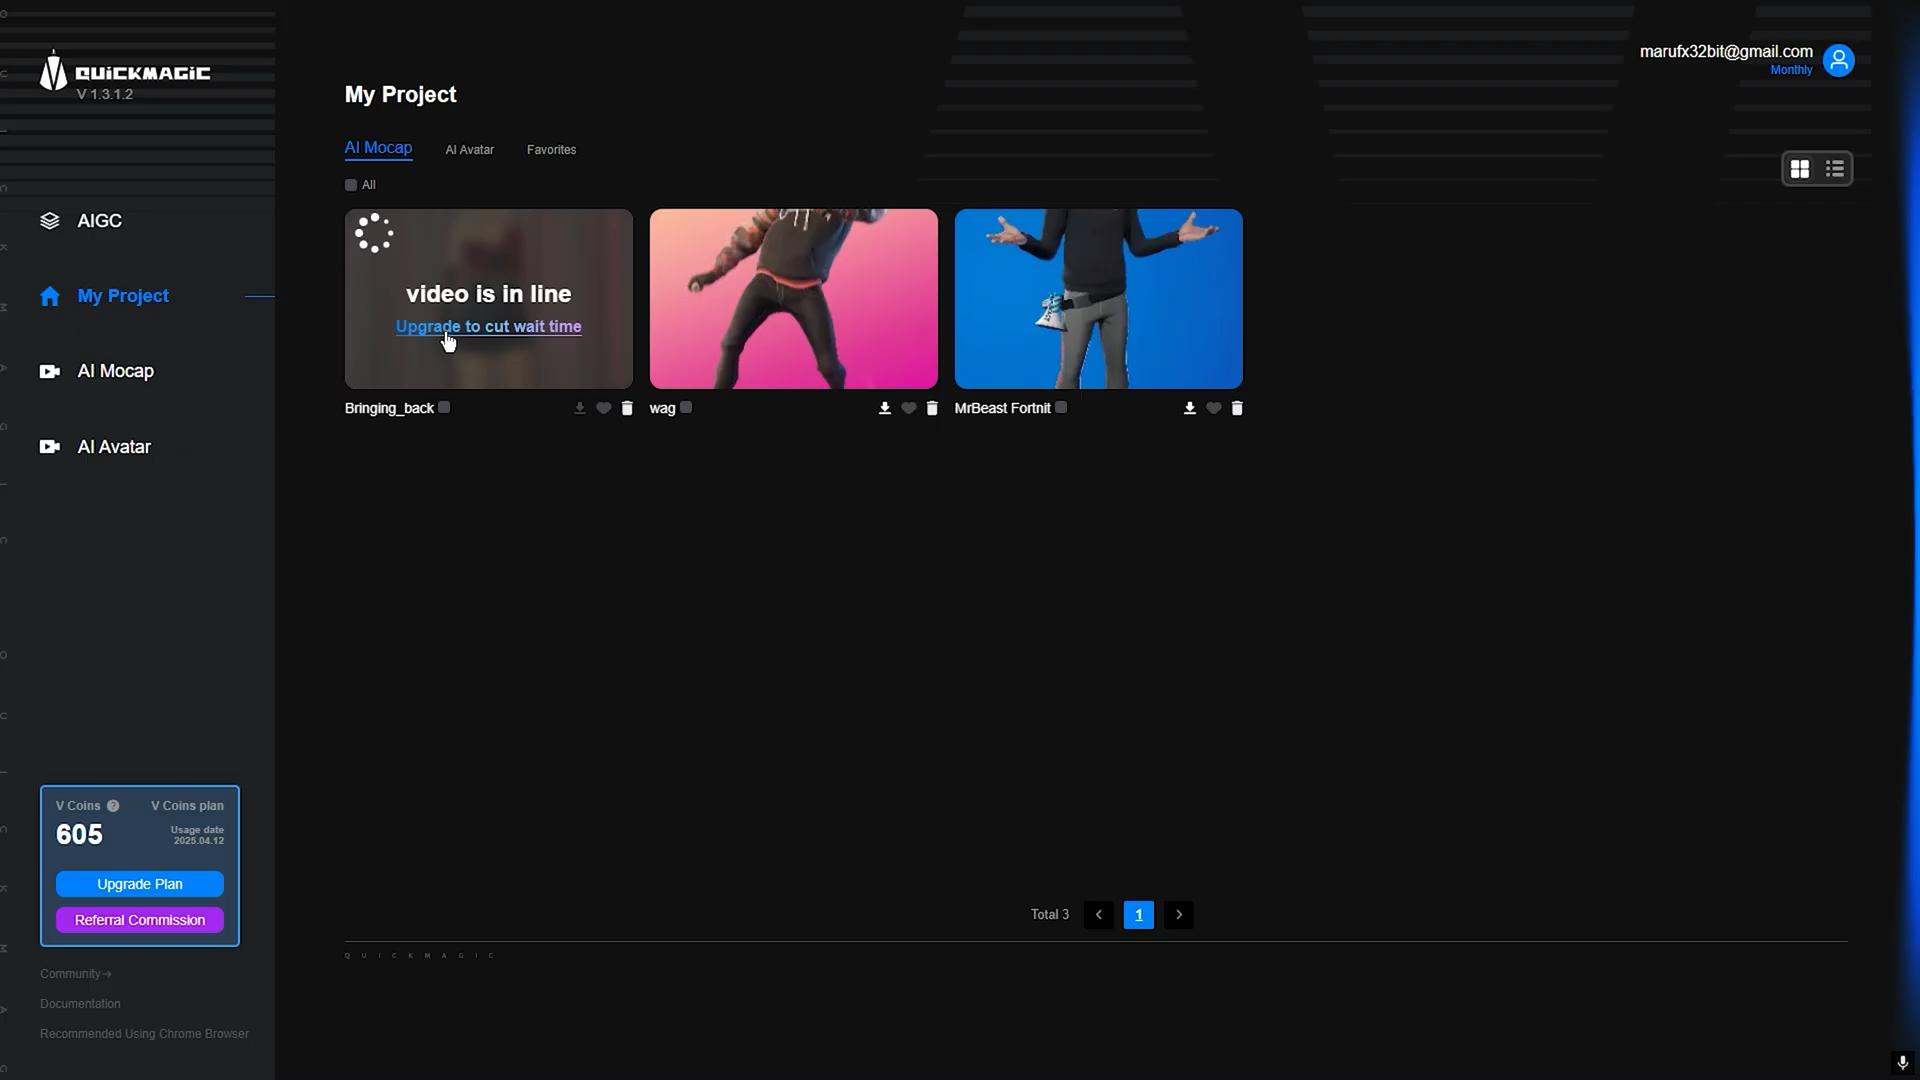 QUICKMAGIC
V 1.3.1.2
marufx32bit@gmail.com
Monthly
My Project
AI Mocap
AI Avatar
Favorites
All
AIGC
My Project
AI Mocap
AI Avatar
video is in line
Upgrade to cut wait time
Bringing_back
wag
MrBeast Fortnit
V Coins ?
V Coins plan
605
Usage date
2025.04.12
Upgrade Plan
Referral Commission
Community→
Documentation
Recommended Using Chrome Browser
Total 3
<
1
>
Q U I C K M A G I C